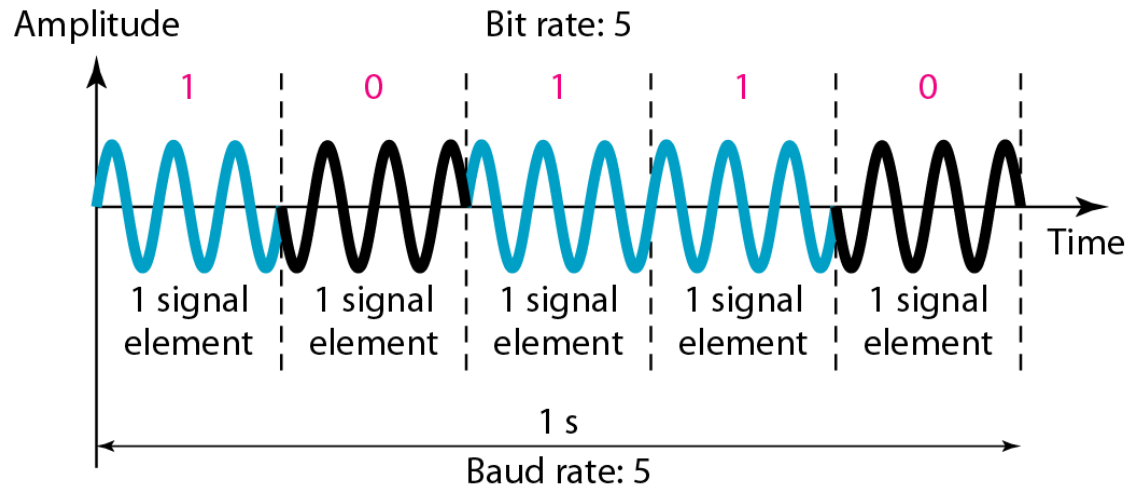 Amplitude
Bit rate: 5
1 0 1 1 0
Time
1 signal element
1 signal element
1 signal element
1 signal element
1 signal element
1 s
Baud rate: 5